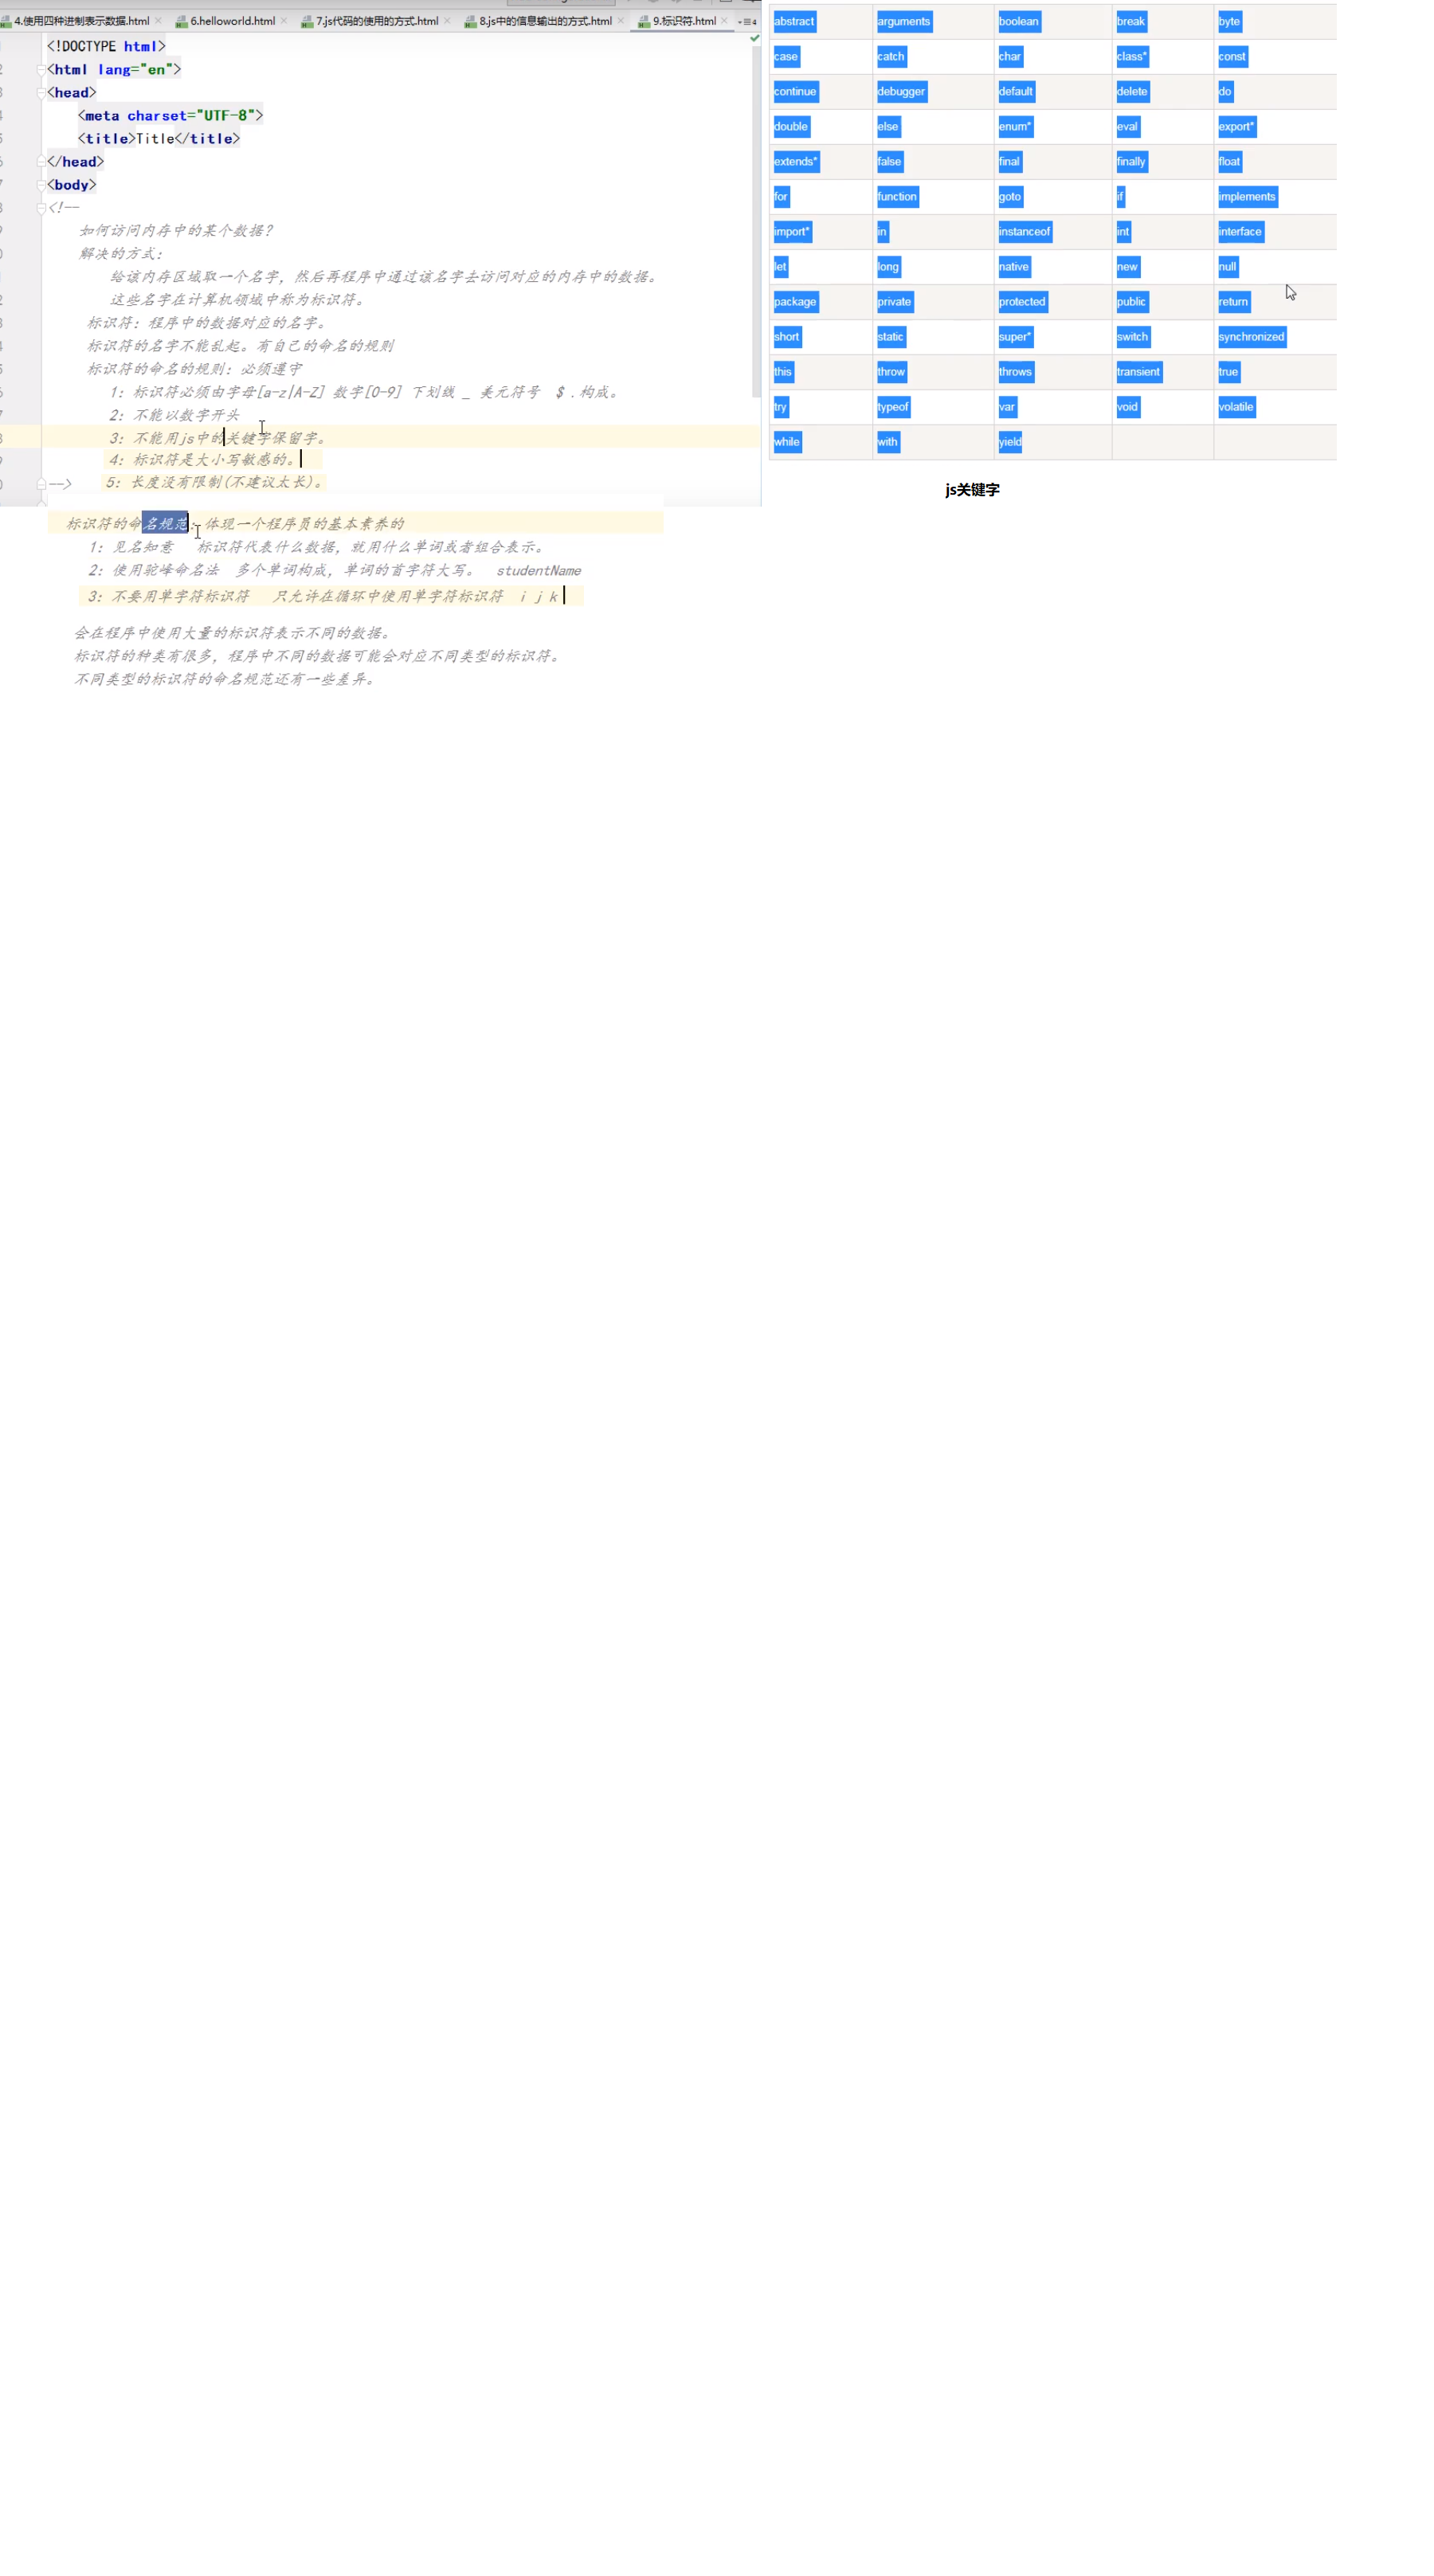 4.使用四种进制表示数据.html 6.helloworld.html 7.js代码的使用的方式.html 8.js中的信息输出的方式.html 9.标识符.html
<!DOCTYPE html>
<html lang="en">
<head>
<meta charset="UTF-8">
<title>Title</title>
</head>
<body>
<!--
如何访问内存中的某个数据?
解决的方式:
给该内存区域取一个名字, 然后再程序中通过该名字去访问对应的内存中的数据。
这些名字在计算机领域中称为标识符。
标识符: 程序中的数据对应的名字。
标识符的名字不能乱起。有自己的命名的规则
标识符的命名的规则: 必须遵守
1: 标识符必须由字母[a-z|A-Z] 数字[0-9] 下划线 _ 美元符号 $ .构成。
2: 不能以数字开头
3: 不能用js中的关键字保留字。
4: 标识符是大小写敏感的。
5: 长度没有限制(不建议太长)。
-->
标识符的命名规范: 体现一个程序员的基本素养的
1: 见名知意 标识符代表什么数据, 就用什么单词或者组合表示。
2: 使用驼峰命名法 多个单词构成, 单词的首字符大写。 studentName
3: 不要用单字符标识符 只允许在循环中使用单字符标识符 i j k
会在程序中使用大量的标识符表示不同的数据。
标识符的种类有很多, 程序中不同的数据可能会对应不同类型的标识符。
不同类型的标识符的命名规范还有一些差异。
abstract arguments boolean break byte
case catch char class* const
continue debugger default delete do
double else enum* eval export*
extends* false final finally float
for function goto if implements
import* in instanceof int interface
let long native new null
package private protected public return
short static super* switch synchronized
this throw throws transient true
try typeof var void volatile
while with yield
js关键字